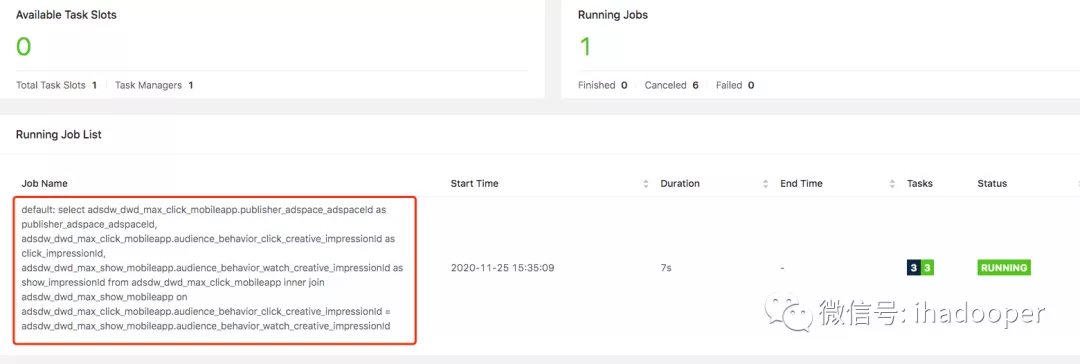 Available Task Slots
0
Total Task Slots 1 Task Managers 1
Running Jobs
1
Finished 0 Canceled 6 Failed 0
Running Job List
Job Name Start Time Duration End Time Tasks Status
default: select adsdw_dwd_max_click_mobileapp.publisher_adspace_adspaceId as
publisher_adspace_adspaceId,
adsdw_dwd_max_click_mobileapp.audience_behavior_click_creative_impressionId as
click_impressionId,
adsdw_dwd_max_show_mobileapp.audience_behavior_watch_creative_impressionId as
show_impressionId from adsdw_dwd_max_click_mobileapp inner join
adsdw_dwd_max_show_mobileapp on
adsdw_dwd_max_click_mobileapp.audience_behavior_click_creative_impressionId =
adsdw_dwd_max_show_mobileapp.audience_behavior_watch_creative_impressionId
2020-11-25 15:35:09 7s - 3 3 RUNNING
微信号: ihadooper